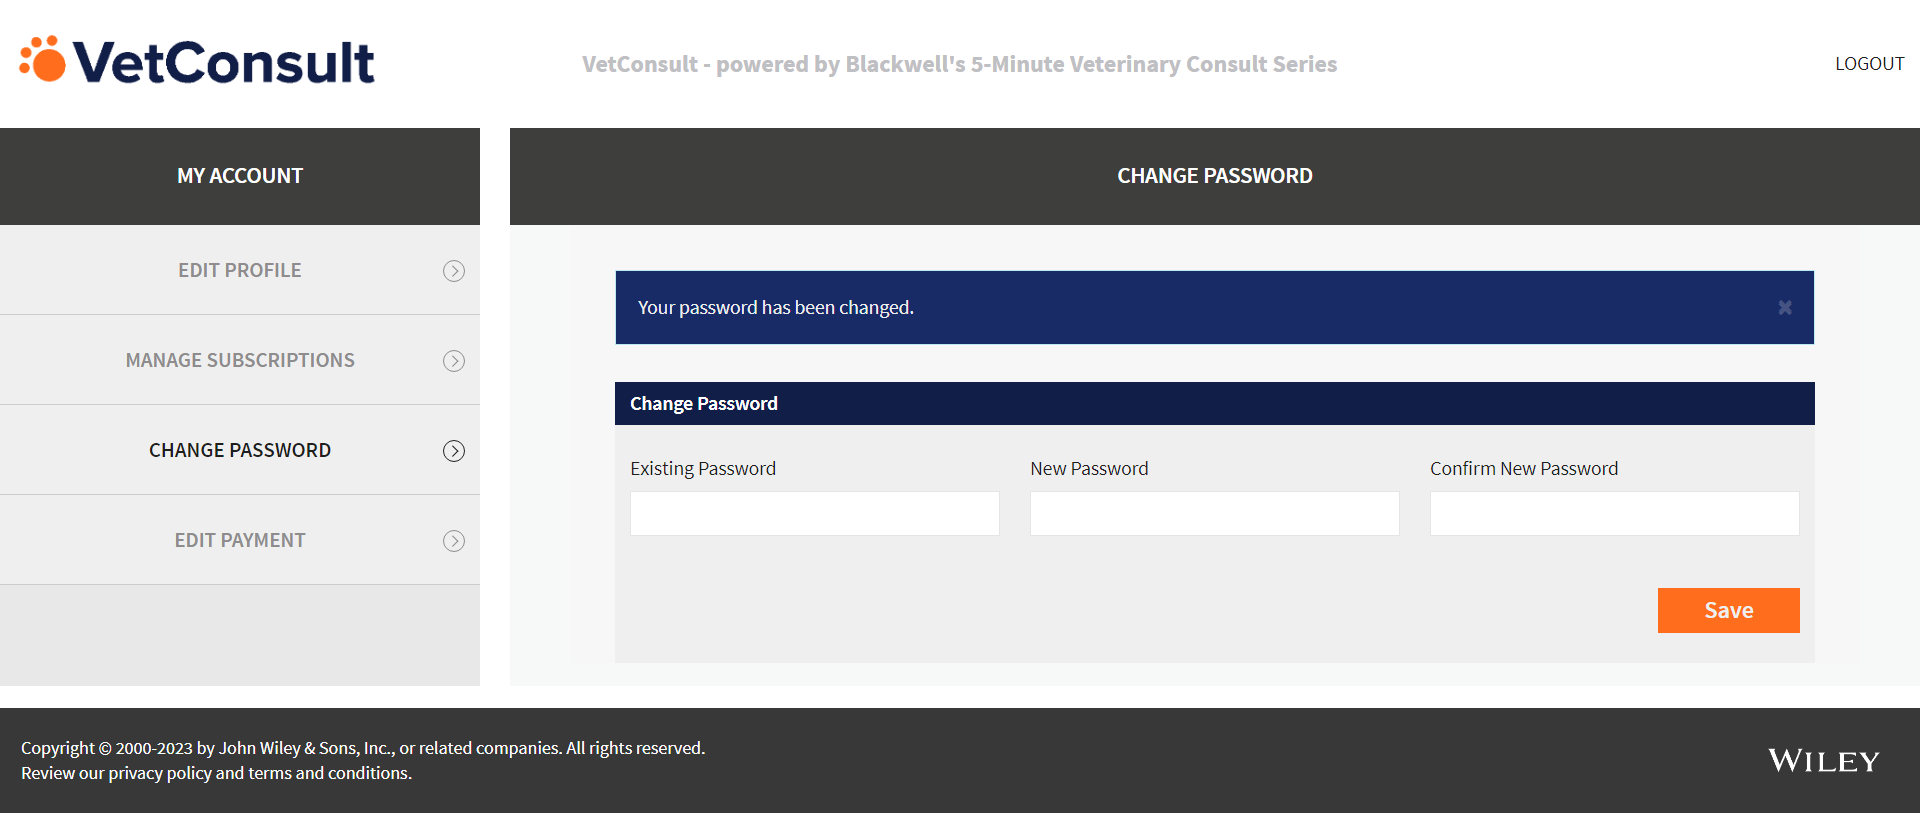 VetConsult
VetConsult - powered by Blackwell's 5-Minute Veterinary Consult Series
LOGOUT
MY ACCOUNT
EDIT PROFILE
MANAGE SUBSCRIPTIONS
CHANGE PASSWORD
EDIT PAYMENT
CHANGE PASSWORD
Your password has been changed.
Change Password
Existing Password
New Password
Confirm New Password
Save
Copyright © 2000-2023 by John Wiley & Sons, Inc., or related companies. All rights reserved.
Review our privacy policy and terms and conditions.
WILEY